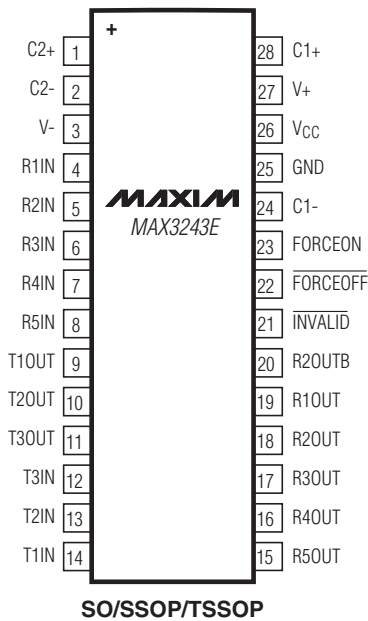 +
C2+ 1 28 C1+
C2- 2 27 V+
V- 3 26 VCC
R1IN 4 25 GND
R2IN 5 MAXIM 24 C1-
R3IN 6 MAX3243E 23 FORCEON
R4IN 7 22 FORCEOFF
R5IN 8 21 INVALID
T1OUT 9 20 R2OUTB
T2OUT 10 19 R1OUT
T3OUT 11 18 R2OUT
T3IN 12 17 R3OUT
T2IN 13 16 R4OUT
T1IN 14 15 R5OUT
SO/SSOP/TSSOP